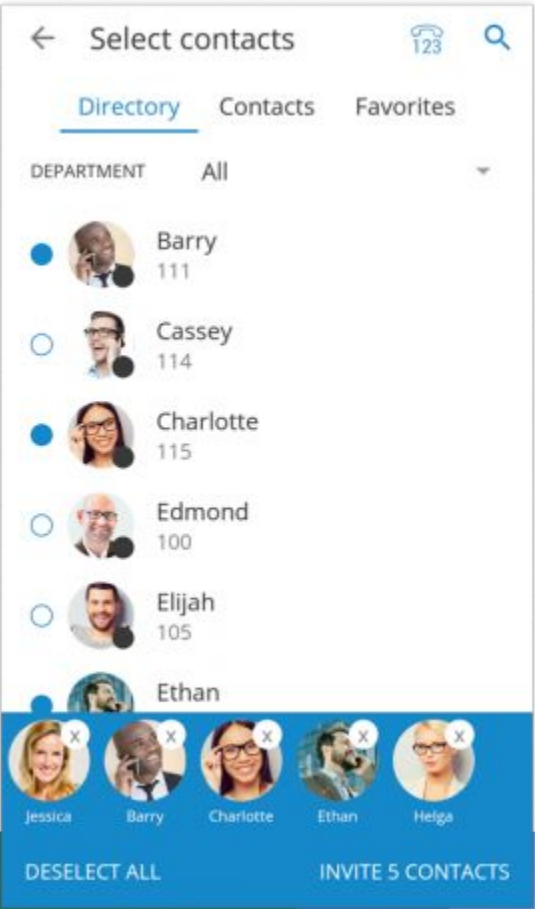 Select contacts
123
Directory Contacts Favorites
DEPARTMENT All
Barry
111
Cassey
114
Charlotte
115
Edmond
100
Elijah
105
Ethan
X X X X X
Jessica Barry Charlotte Ethan Helga
DESELECT ALL INVITE 5 CONTACTS